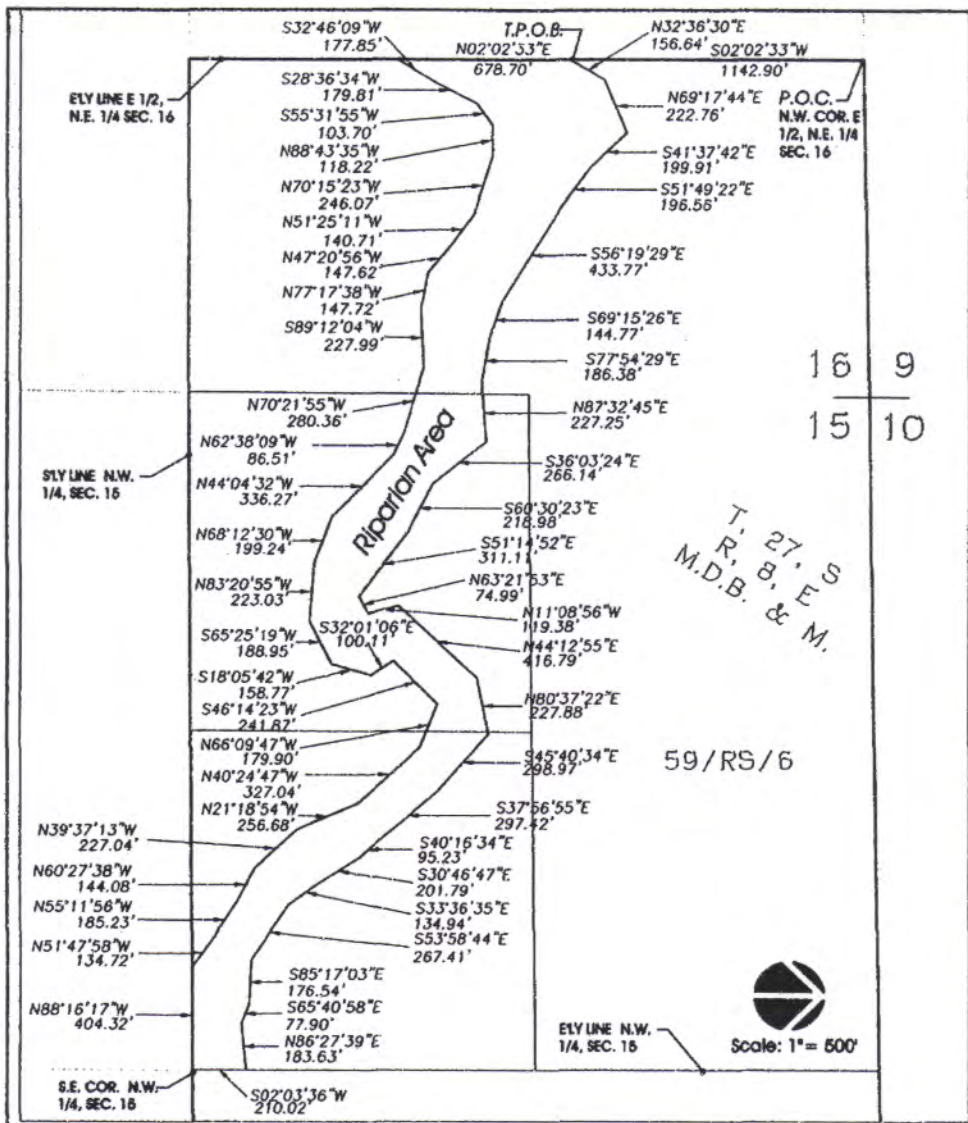 S32°46'09"W
177.85'
T.P.O.B.
N02°02'33"E
678.70'
N32°36'30"E
156.64'
S02°02'33"W
1142.90'
E'LY LINE E 1/2,
N.E. 1/4 SEC. 16
S28°36'34"W
179.81'
S55°31'55"W
103.70'
N88°43'35"W
118.22'
N70°15'23"W
246.07'
N51°25'11"W
140.71'
N47°20'56"W
147.62'
N77°17'38"W
147.72'
S89°12'04"W
227.99'
N69°17'44"E
222.76'
P.O.C.
N.W. COR. E
1/2, N.E. 1/4
SEC. 16
S41°37'42"E
199.91'
S51°49'22"E
196.56'
S56°19'29"E
433.77'
S69°15'26"E
144.77'
S77°54'29"E
186.38'
16 9
15 10
N70°21'55"W
280.36'
N62°38'09"W
86.51'
S'LY LINE N.W.
1/4, SEC. 15
N44°04'32"W
336.27'
N68°12'30"W
199.24'
N83°20'55"W
223.03'
S65°25'19"W
188.95'
S18°05'42"W
158.77'
S46°14'23"W
241.87'
Riparian Area
S32°01'06"E
100.11'
N87°32'45"E
227.25'
S36°03'24"E
266.14'
S60°30'23"E
218.98'
S51°14'52"E
311.11'
N63°21'53"E
74.99'
N11°08'56"W
119.38'
N44°12'55"E
416.79'
N80°37'22"E
227.88'
T, 27, S
R, 8, E
M.D.B. & M.
N66°09'47"W
179.90'
N40°24'47"W
327.04'
N21°18'54"W
256.68'
N39°37'13"W
227.04'
N60°27'38"W
144.08'
N55°11'56"W
185.23'
N51°47'58"W
134.72'
N88°16'17"W
404.32'
S45°40'34"E
298.97'
59/RS/6
S37°56'55"E
297.42'
S40°16'34"E
95.23'
S30°46'47"E
201.79'
S33°36'35"E
134.94'
S53°58'44"E
267.41'
S85°17'03"E
176.54'
S65°40'58"E
77.90'
N86°27'39"E
183.63'
E'LY LINE N.W.
1/4, SEC. 15
Scale: 1"= 500'
S.E. COR. N.W.
1/4, SEC. 15
S02°03'36"W
210.02'